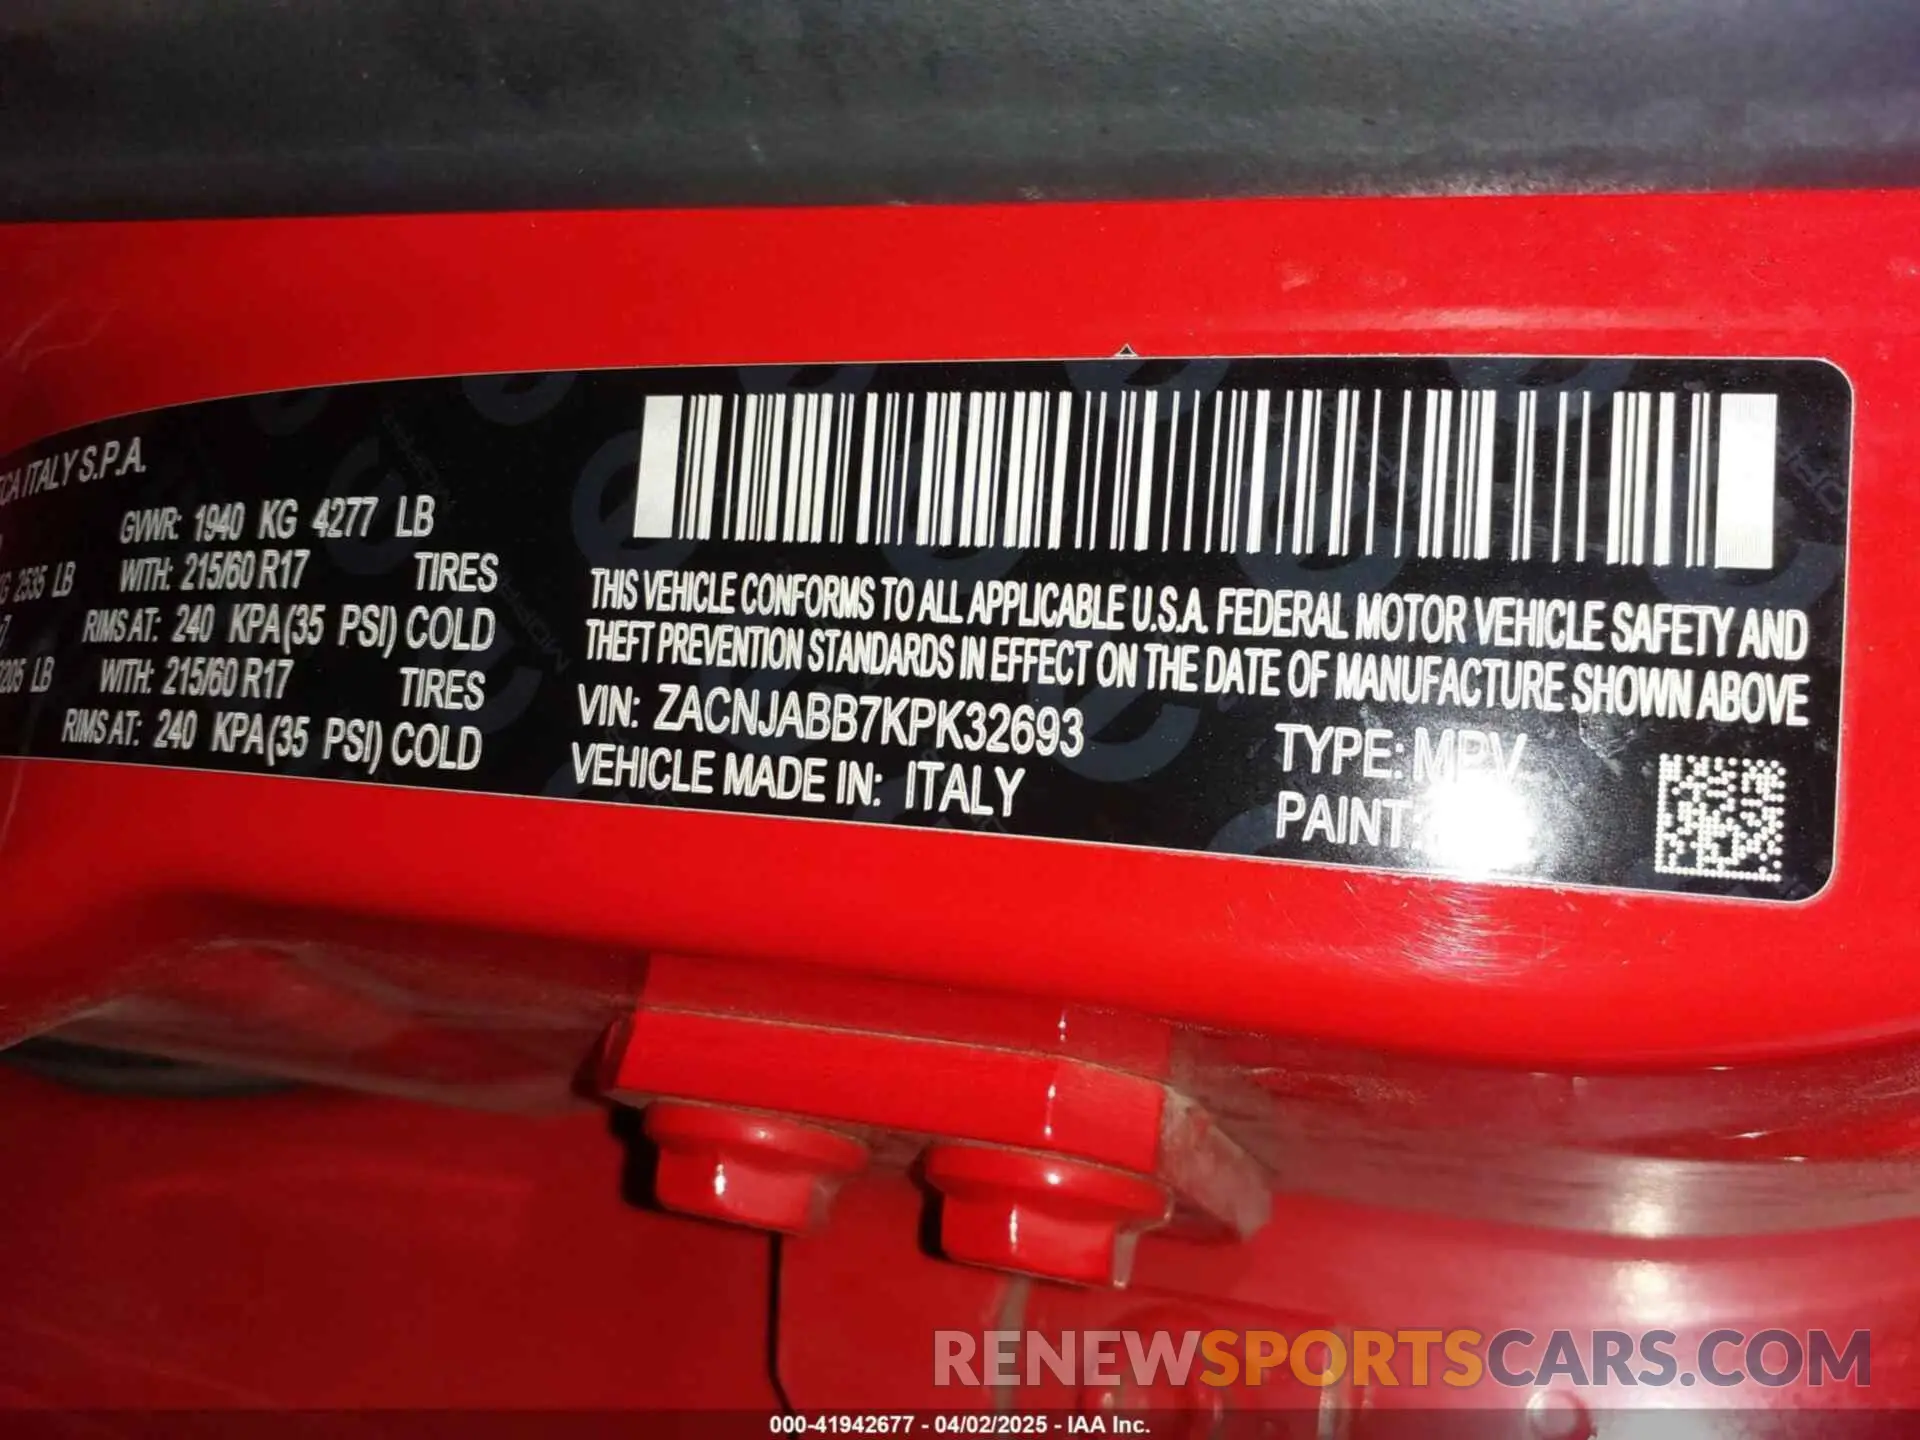 FCA ITALY S.P.A.
GVWR: 1940 KG 4277 LB
KG 2535 LB WITH: 215/60 R17 TIRES
RIMS AT: 240 KPA(35 PSI) COLD
LB WITH: 215/60 R17 TIRES
RIMS AT: 240 KPA(35 PSI) COLD
THIS VEHICLE CONFORMS TO ALL APPLICABLE U.S.A. FEDERAL MOTOR VEHICLE SAFETY AND
THEFT PREVENTION STANDARDS IN EFFECT ON THE DATE OF MANUFACTURE SHOWN ABOVE
VIN: ZACNJABB7KPK32693
TYPE: MPV
VEHICLE MADE IN: ITALY
PAINT:
RENEWSPORTSCARS.COM
000-41942677 - 04/02/2025 - IAA Inc.